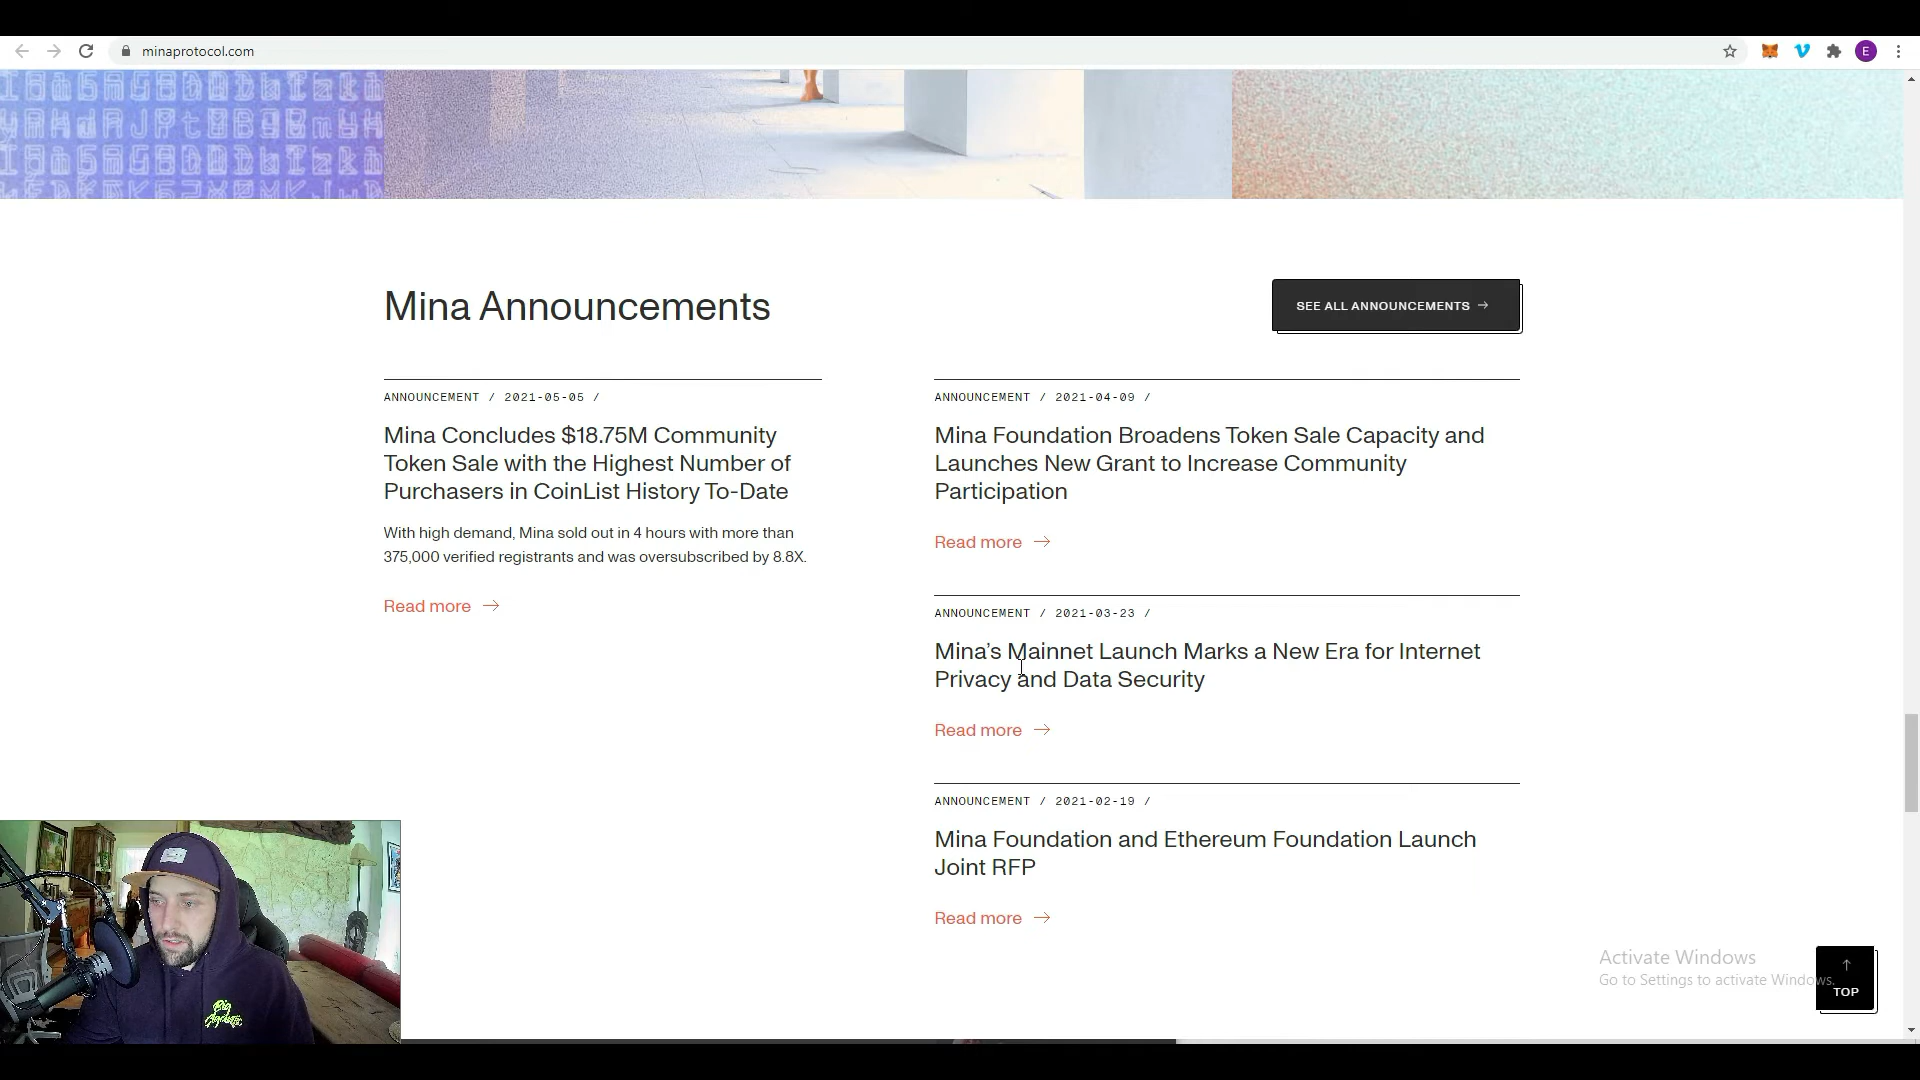 minaprotocol.com
E
Mina Announcements
SEE ALL ANNOUNCEMENTS →
ANNOUNCEMENT / 2021-05-05 /
Mina Concludes $18.75M Community
Token Sale with the Highest Number of
Purchasers in CoinList History To-Date
With high demand, Mina sold out in 4 hours with more than
375,000 verified registrants and was oversubscribed by 8.8X.
Read more →
ANNOUNCEMENT / 2021-04-09 /
Mina Foundation Broadens Token Sale Capacity and
Launches New Grant to Increase Community
Participation
Read more →
ANNOUNCEMENT / 2021-03-23 /
Mina’s Mainnet Launch Marks a New Era for Internet
Privacy and Data Security
Read more →
ANNOUNCEMENT / 2021-02-19 /
Mina Foundation and Ethereum Foundation Launch
Joint RFP
Read more →
Activate Windows
Go to Settings to activate Windows.
↑
TOP